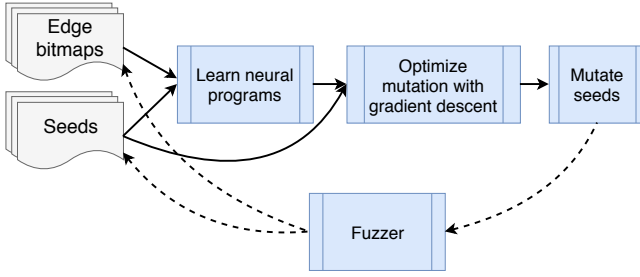 Edge
bitmaps
Seeds
Learn neural
programs
Optimize
mutation with
gradient descent
Mutate
seeds
Fuzzer